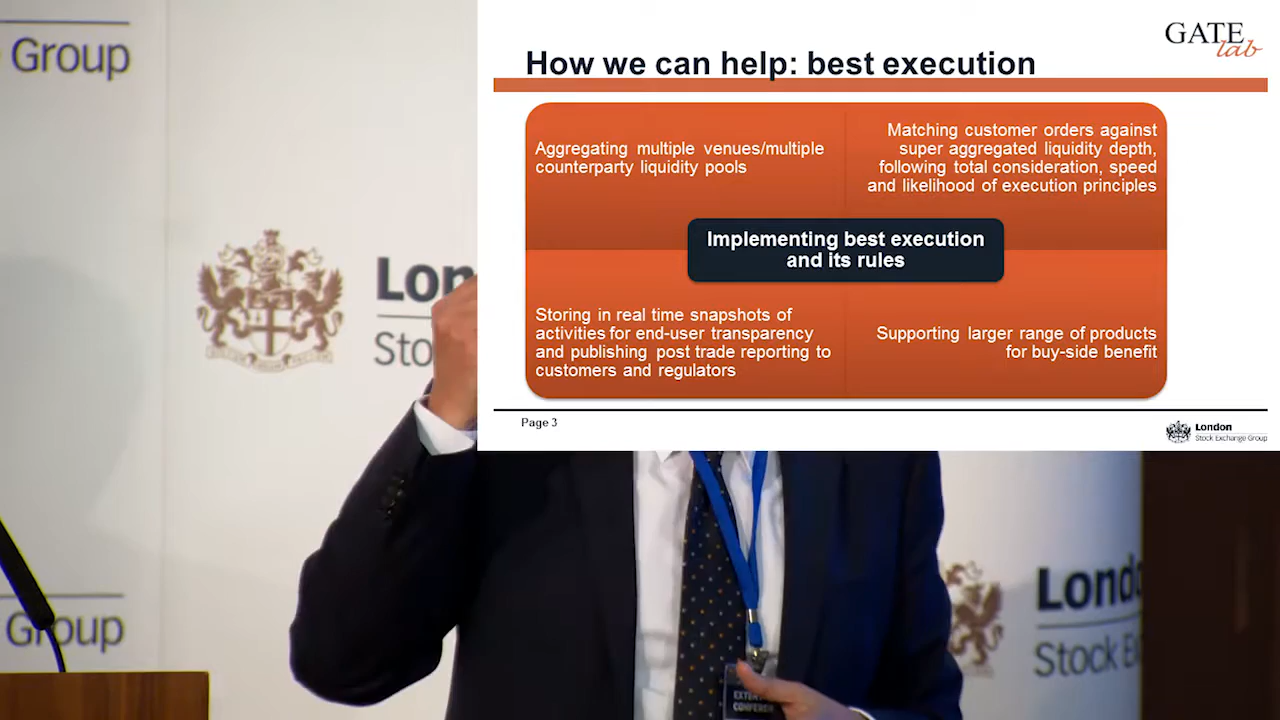 Group
GATE
lab
How we can help: best execution
Aggregating multiple venues/multiple
counterparty liquidity pools
Matching customer orders against
super aggregated liquidity depth,
following total consideration, speed
and likelihood of execution principles
Implementing best execution
and its rules
Storing in real time snapshots of
activities for end-user transparency
and publishing post trade reporting to
customers and regulators
Supporting larger range of products
for buy-side benefit
Page 3
London
Stock Exchange Group
Lon
Sto
Group
Lond
Stock E